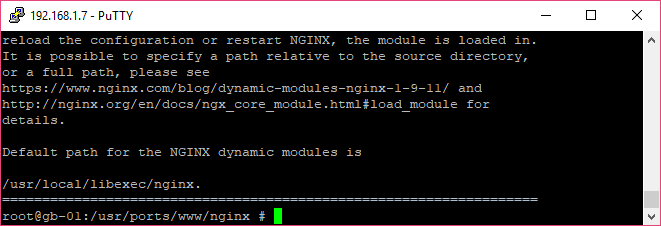 192.168.1.7 - PuTTY
reload the configuration or restart NGINX, the module is loaded in.
It is possible to specify a path relative to the source directory,
or a full path, please see
https://www.nginx.com/blog/dynamic-modules-nginx-1-9-11/ and
http://nginx.org/en/docs/ngx_core_module.html#load_module for
details.
Default path for the NGINX dynamic modules is
/usr/local/libexec/nginx.
===================================================================
root@gb-01:/usr/ports/www/nginx #